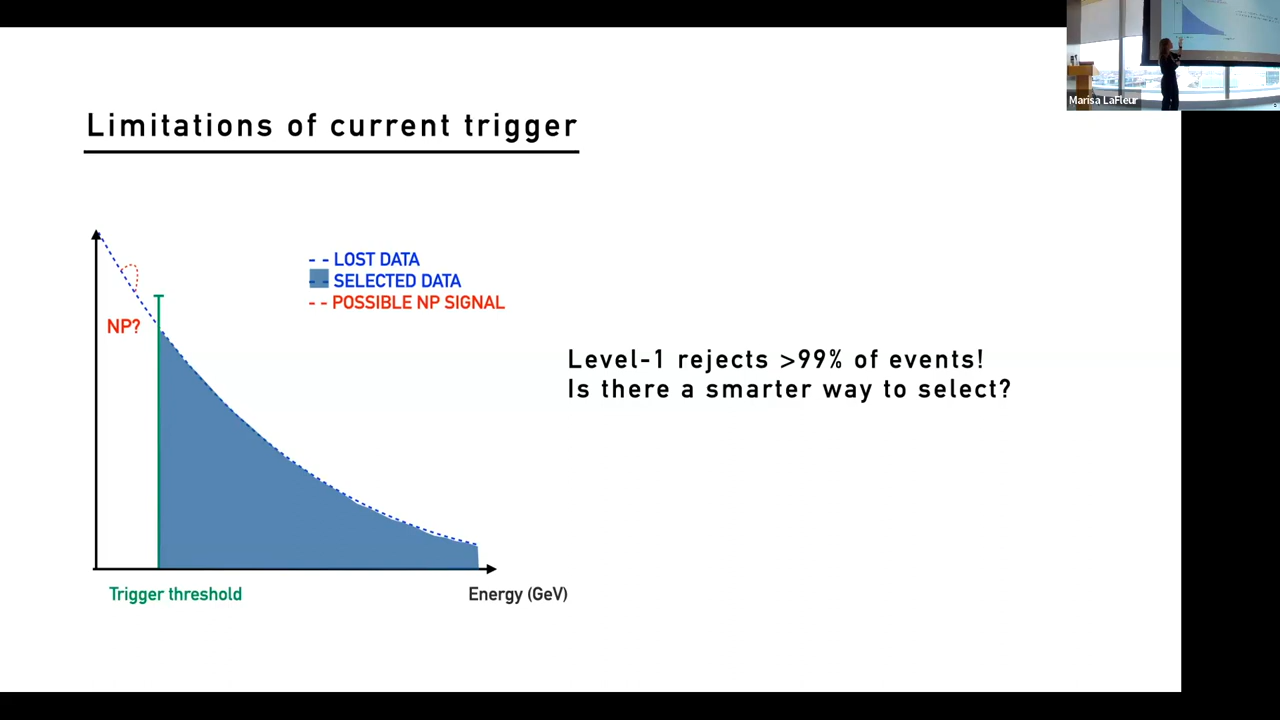 Marisa LaFleur
Limitations of current trigger
LOST DATA
SELECTED DATA
POSSIBLE NP SIGNAL
NP?
Level-1 rejects >99% of events!
Is there a smarter way to select?
Trigger threshold
Energy (GeV)